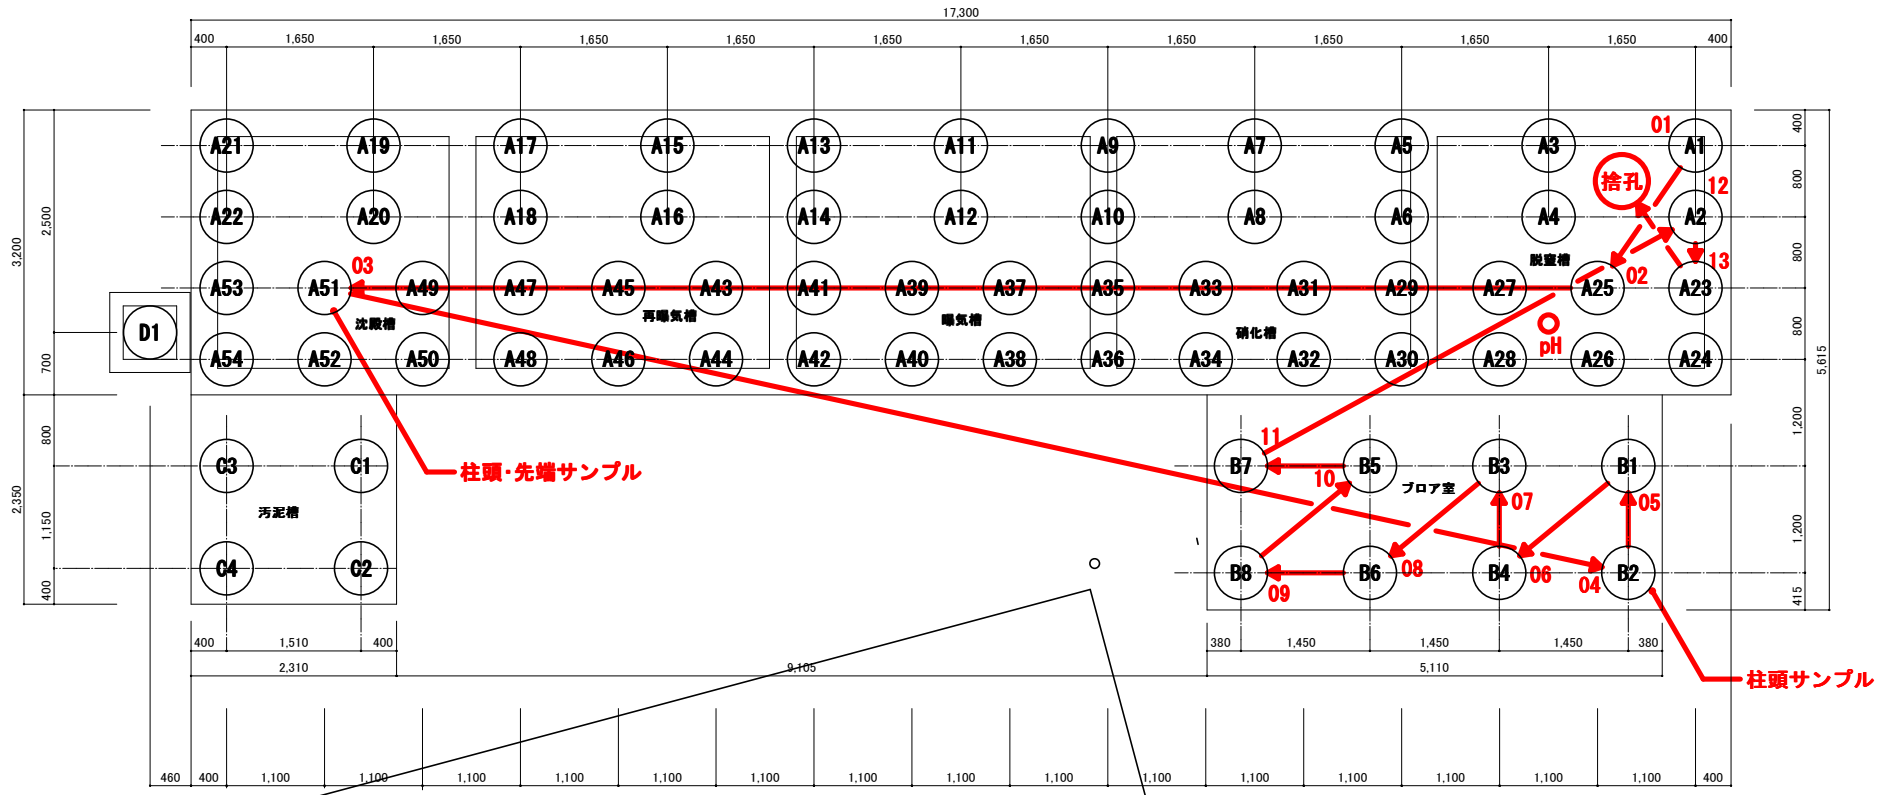 17,300
400 1,650 1,650 1,650 1,650 1,650 1,650 1,650 1,650 1,650 1,650 400
01
A21 A19 A17 A15 A13 A11 A9 A7 A5 A3 A1
400
捨孔
12
800
A22 A20 A18 A16 A14 A12 A10 A8 A6 A4 A2
2,500
3,200
脱窒槽
800
03
02
13
A53 A51 A49 A47 A45 A43 A41 A39 A37 A35 A33 A31 A29 A27 A25 A23
D1
沈殿槽
再曝気槽
曝気槽
硝化槽
pH
800
A54 A52 A50 A48 A46 A44 A42 A40 A38 A36 A34 A32 A30 A28 A26 A24
700
5,615
800
1,200
11
C3 C1
柱頭・先端サンプル
B7 B5 B3 B1
10
ブロア室
07
05
2,350
汚泥槽
1,150
1,200
C4 C2
B8 B6 B4 B2
09
08
06
04
400
415
400 1,510 400
380 1,450 1,450 1,450 380
2,310
9,105
5,110
柱頭サンプル
460 400 1,100 1,100 1,100 1,100 1,100 1,100 1,100 1,100 1,100 1,100 1,100 1,100 1,100 1,100 1,100 400